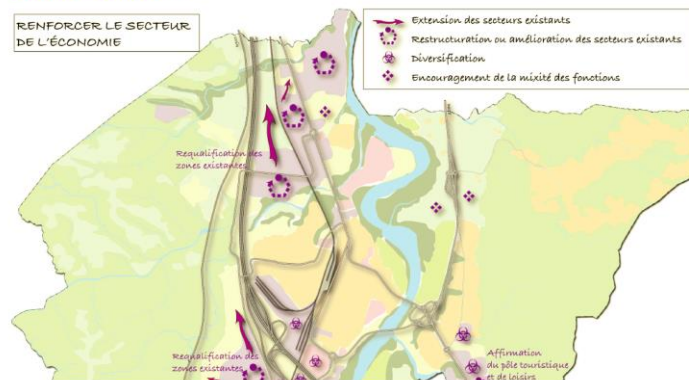 RENFORCER LE SECTEUR
DE L'ÉCONOMIE
Extension des secteurs existants
Restructuration ou amélioration des secteurs existants
Diversification
Encouragement de la mixité des fonctions
Requalification des
zones existantes
Requalification des
zones existantes
Affirmation
du pôle touristique
et de loisirs